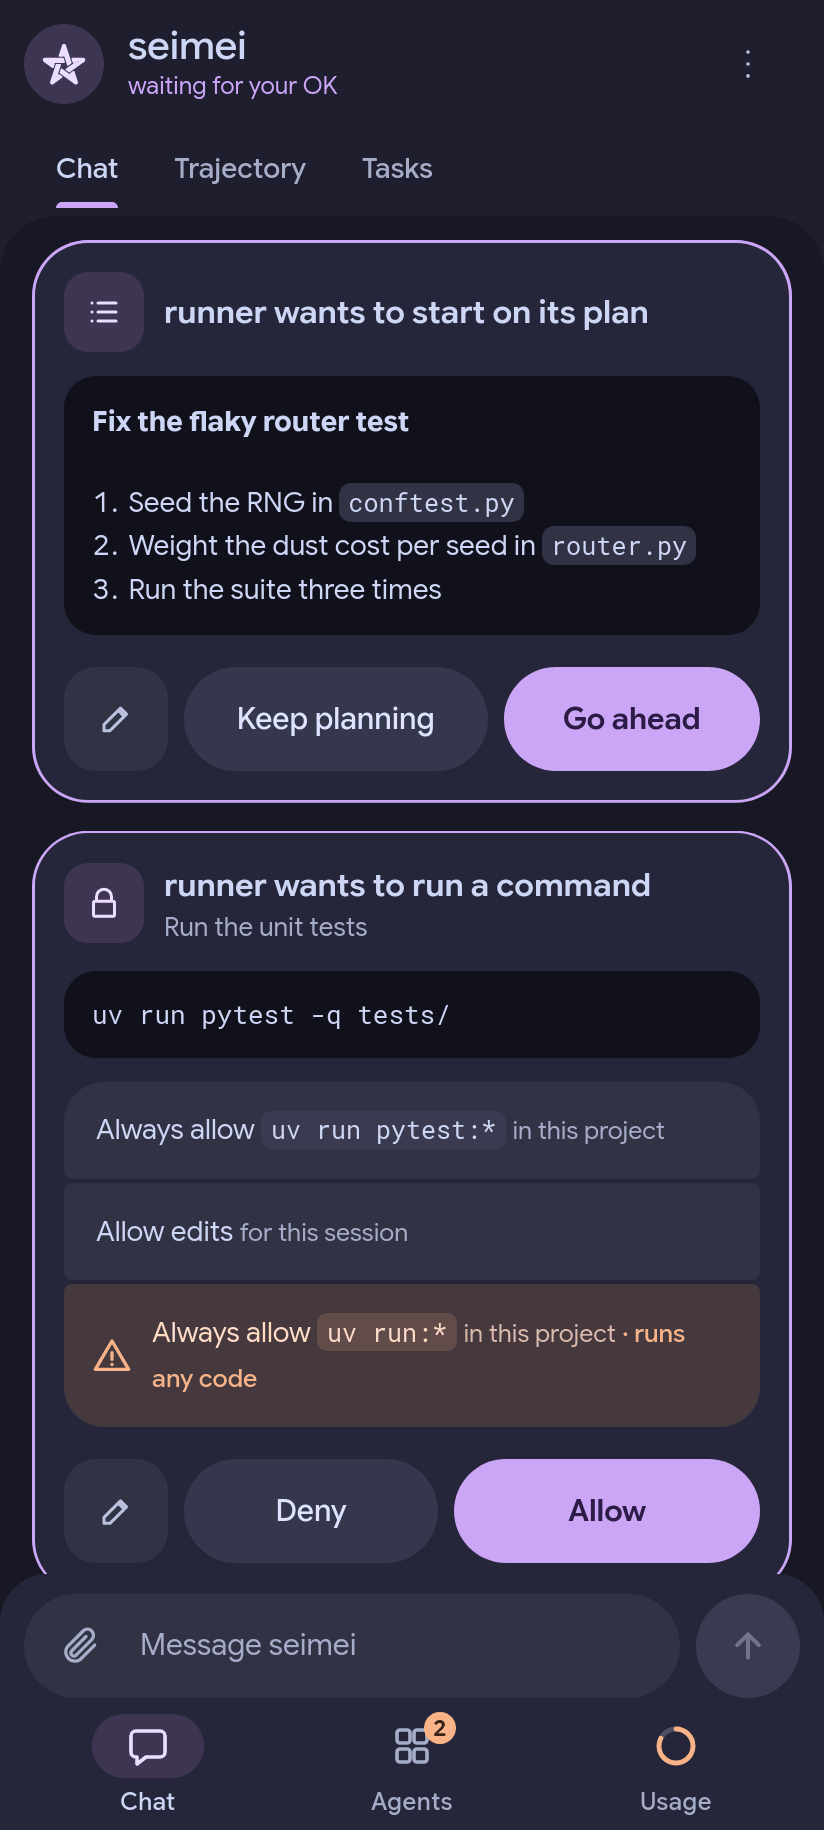 seimei
waiting for your OK
Chat
Trajectory
Tasks
runner wants to start on its plan
Fix the flaky router test
1. Seed the RNG in conftest.py
2. Weight the dust cost per seed in router.py
3. Run the suite three times
Keep planning
Go ahead
runner wants to run a command
Run the unit tests
uv run pytest -q tests/
Always allow uv run pytest:* in this project
Allow edits for this session
Always allow uv run:* in this project · runs
any code
Deny
Allow
Message seimei
2
Chat
Agents
Usage